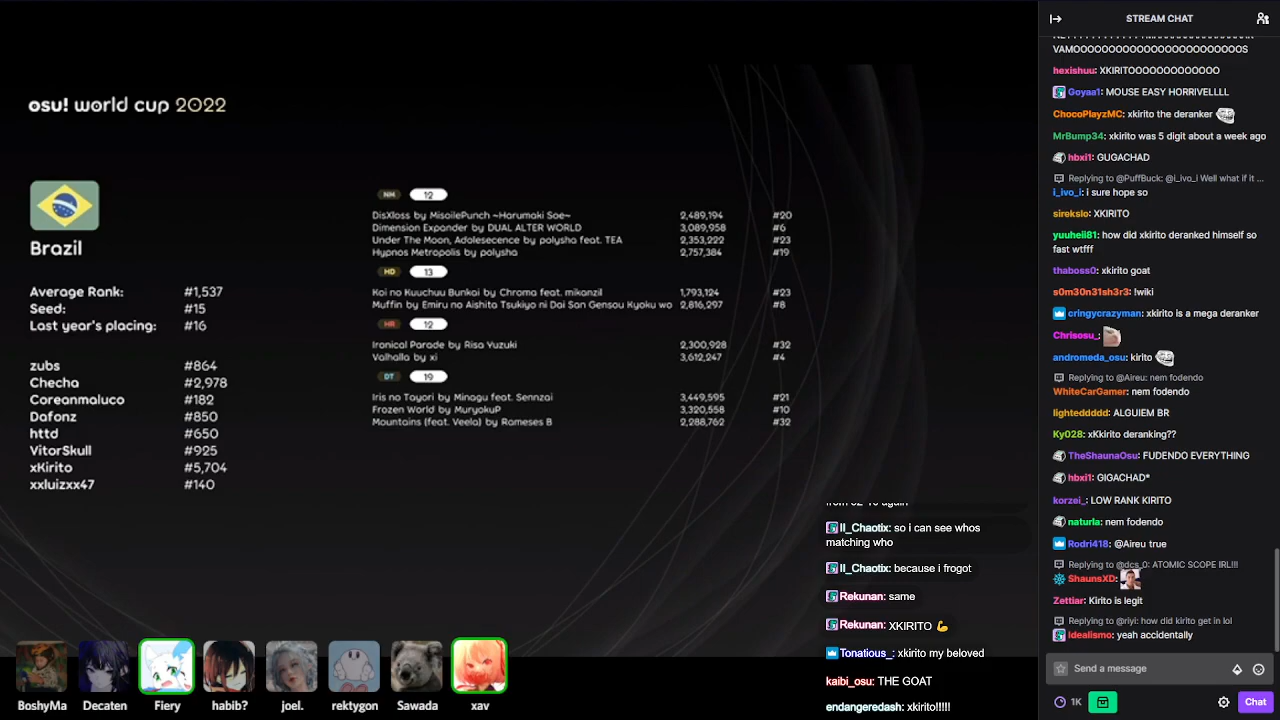 osu! world cup 2022
Brazil
Average Rank: #1,537
Seed: #15
Last year's placing: #16
zubs #864
Checha #2,978
Coreanmaluco #182
Dafonz #850
httd #650
VitorSkull #925
xKirito #5,704
xxluizxx47 #140
NM 12
DisXloss by MisoilePunch ~Harumaki Soe~ 2,489,194 #20
Dimension Expander by DUAL ALTER WORLD 3,089,958 #6
Under The Moon, Adolesecence by polysha feat. TEA 2,353,222 #23
Hypnos Metropolis by polysha 2,757,384 #19
HD 13
Koi no Kuuchuu Bunkai by Chroma feat. mikanzil 1,793,124 #23
Muffin by Emiru no Aishita Tsukiyo ni Dai San Gensou Kyoku wo 2,816,297 #8
HR 12
Ironical Parade by Risa Yuzuki 2,300,928 #32
Valhalla by xi 3,612,247 #4
DT 19
Iris no Tayori by Minagu feat. Sennzai 3,449,595 #21
Frozen World by MuryokuP 3,320,558 #10
Mountains (feat. Veela) by Rameses B 2,288,762 #32
II_Chaotix: so i can see whos
matching who
II_Chaotix: because i frogot
Rekunan: same
Rekunan: XKIRITO 💪
Tonatious_: xkirito my beloved
kaibi_osu: THE GOAT
endangeredash: xkirito!!!!!
BoshyMa
Decaten
Fiery
habib?
joel.
rektygon
Sawada
xav
STREAM CHAT
VAMOOOOOOOOOOOOOOOOOOOOOOOOS
hexishuu: XKIRITOOOOOOOOOOOOO
Goyaa1: MOUSE EASY HORRIVELLLL
ChocoPlayzMC: xkirito the deranker
MrBump34: xkirito was 5 digit about a week ago
hbxi1: GUGACHAD
Replying to @PuffBuck: @i_ivo_i Well what if it ...
i_ivo_i: i sure hope so
sirekslo: XKIRITO
yuuheii81: how did xkirito deranked himself so
fast wtfff
thaboss0: xkirito goat
s0m30n31sh3r3: !wiki
cringycrazyman: xkirito is a mega deranker
Chrisosu_:
andromeda_osu: kirito
Replying to @Aireu: nem fodendo
WhiteCarGamer: nem fodendo
lighteddddd: ALGUIEM BR
Ky028: xKkirito deranking??
TheShaunaOsu: FUDENDO EVERYTHING
hbxi1: GIGACHAD*
korzei_: LOW RANK KIRITO
naturla: nem fodendo
Rodri418: @Aireu true
Replying to @dcs_0: ATOMIC SCOPE IRL!!!
ShaunsXD:
Zettiar: Kirito is legit
Replying to @riyi: how did kirito get in lol
Idealismo: yeah accidentally
Send a message
1K
Chat